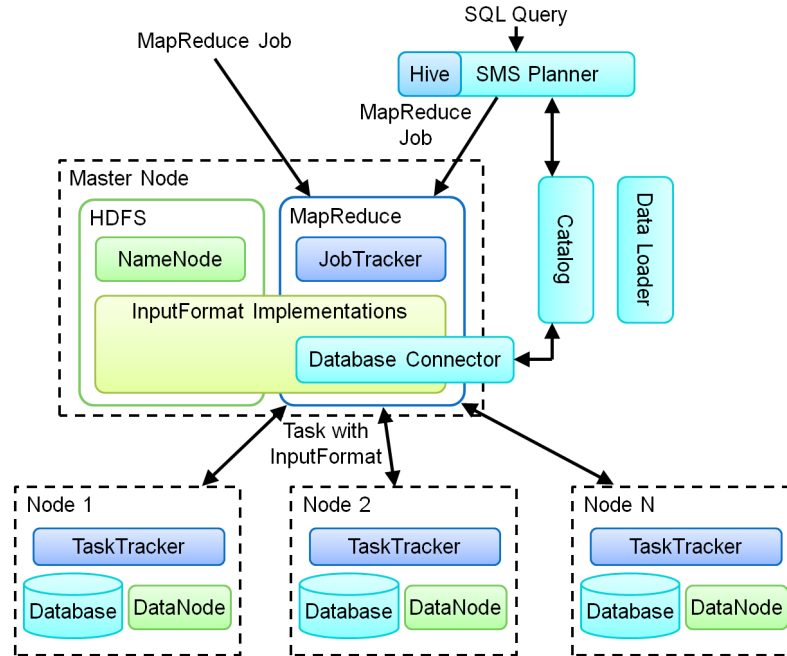 SQL Query
MapReduce Job
Hive
SMS Planner
MapReduce
Job
Master Node
HDFS
MapReduce
NameNode
JobTracker
Catalog
Data Loader
InputFormat Implementations
Database Connector
Task with
InputFormat
Node 1
TaskTracker
Database
DataNode
Node 2
TaskTracker
Database
DataNode
Node N
TaskTracker
Database
DataNode